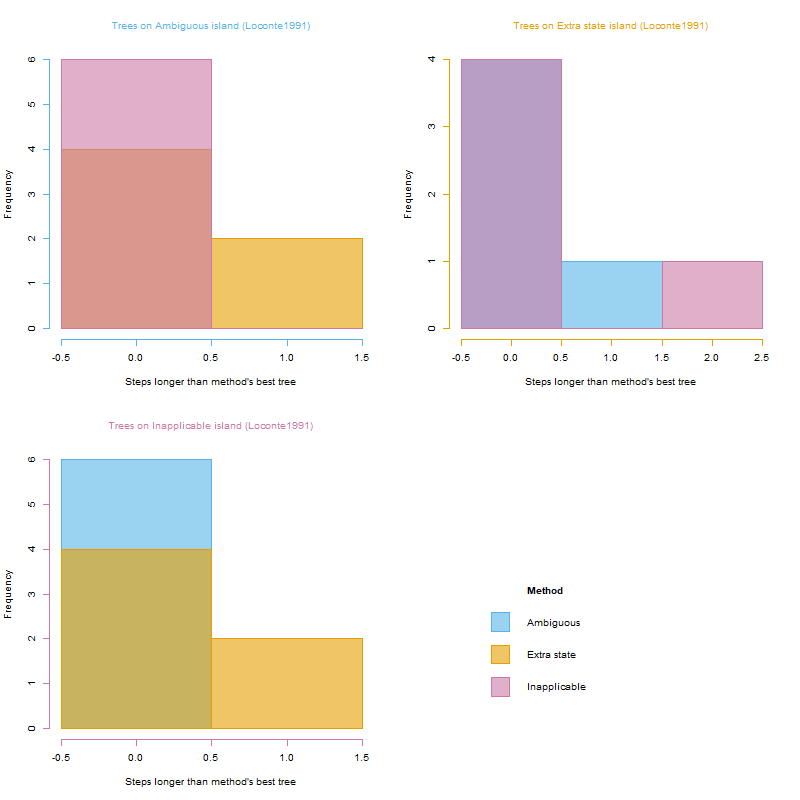 Trees on Ambiguous island (Loconte1991)
Frequency
0 1 2 3 4 5 6
-0.5 0.0 0.5 1.0 1.5
Steps longer than method's best tree
Trees on Extra state island (Loconte1991)
Frequency
0 1 2 3 4
-0.5 0.0 0.5 1.0 1.5 2.0 2.5
Steps longer than method's best tree
Trees on Inapplicable island (Loconte1991)
Frequency
0 1 2 3 4 5 6
-0.5 0.0 0.5 1.0 1.5
Steps longer than method's best tree
Method
Ambiguous
Extra state
Inapplicable